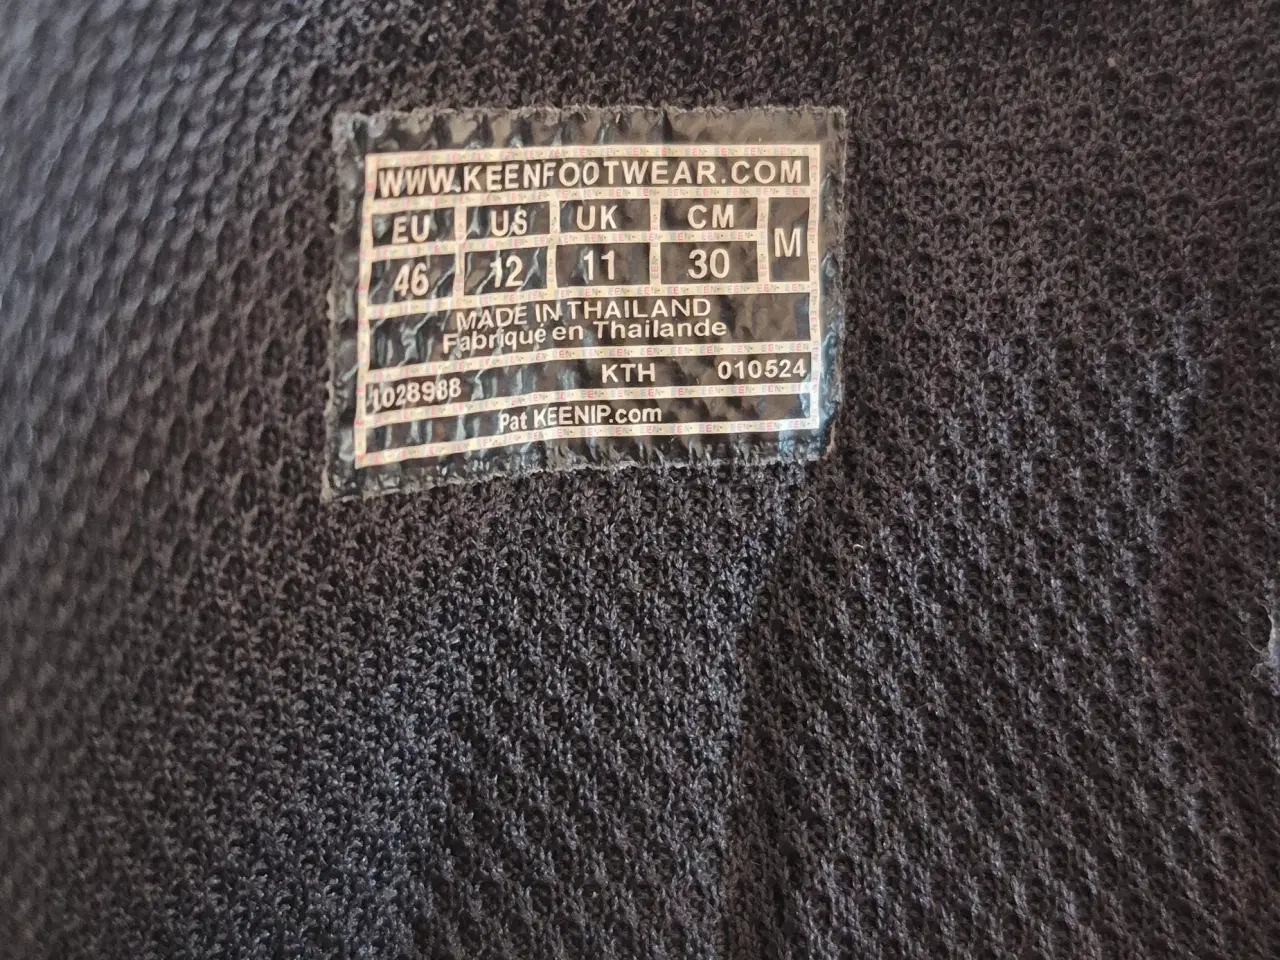 WWW.KEENFOOTWEAR.COM
EU US UK CM M
46 12 11 30
MADE IN THAILAND
Fabriqué en Thailande
1028988 KTH 010524
Pat KEENIP.com